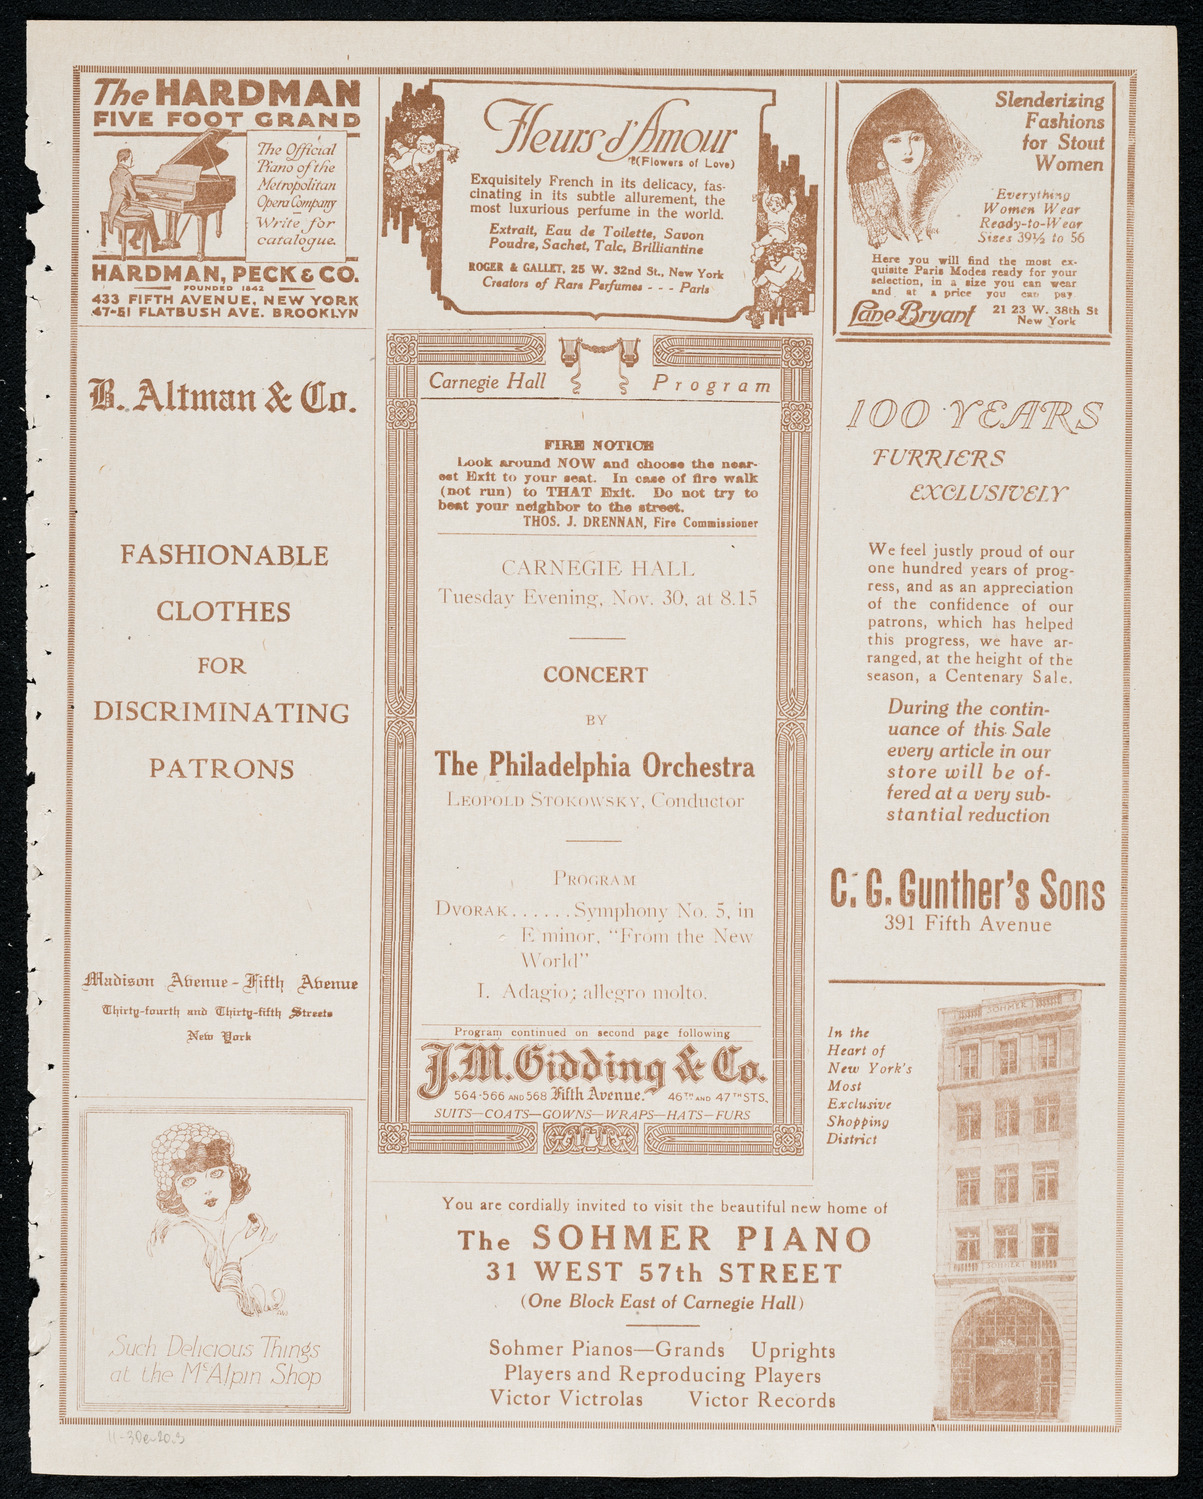 The HARDMAN
FIVE FOOT GRAND
The Official
Piano of the
Metropolitan
Opera Company
Write for
catalogue.
HARDMAN, PECK & CO.
FOUNDED 1842
433 FIFTH AVENUE, NEW YORK
47-51 FLATBUSH AVE. BROOKLYN
B. Altman & Co.
FASHIONABLE
CLOTHES
FOR
DISCRIMINATING
PATRONS
Madison Avenue - Fifth Avenue
Thirty-fourth and Thirty-fifth Streets
New York
Such Delicious Things
at the McAlpin Shop
Fleurs d'Amour
(Flowers of Love)
Exquisitely French in its delicacy, fas-
cinating in its subtle allurement, the
most luxurious perfume in the world.
Extrait, Eau de Toilette, Savon
Poudre, Sachet, Talc, Brilliantine
ROGER & GALLET, 25 W. 32nd St., New York
Creators of Rare Perfumes - - - Paris
Carnegie Hall Program
FIRE NOTICE
Look around NOW and choose the near-
est Exit to your seat. In case of fire walk
(not run) to THAT Exit. Do not try to
beat your neighbor to the street.
THOS. J. DRENNAN, Fire Commissioner
CARNEGIE HALL
Tuesday Evening, Nov. 30, at 8.15
CONCERT
BY
The Philadelphia Orchestra
LEOPOLD STOKOWSKY, Conductor
PROGRAM
DVORAK......Symphony No. 5, in
E minor, "From the New
World"
I. Adagio; allegro molto.
Program continued on second page following
J.M. Gidding & Co.
564-566 AND 568 Fifth Avenue. 46TH AND 47TH STS.
SUITS—COATS—GOWNS—WRAPS—HATS—FURS
Slenderizing
Fashions
for Stout
Women
Everything
Women Wear
Ready-to-Wear
Sizes 39½ to 56
Here you will find the most ex-
quisite Paris Modes ready for your
selection, in a size you can wear
and at a price you can pay
Lane Bryant 21 23 W. 38th St
New York
100 YEARS
FURRIERS
EXCLUSIVELY
We feel justly proud of our
one hundred years of prog-
ress, and as an appreciation
of the confidence of our
patrons, which has helped
this progress, we have ar-
ranged, at the height of the
season, a Centenary Sale.
During the contin-
uance of this Sale
every article in our
store will be of-
fered at a very sub-
stantial reduction
C. G. Gunther's Sons
391 Fifth Avenue
In the
Heart of
New York's
Most
Exclusive
Shopping
District
SOHMER
SOHMER
You are cordially invited to visit the beautiful new home of
The SOHMER PIANO
31 WEST 57th STREET
(One Block East of Carnegie Hall)
Sohmer Pianos—Grands Uprights
Players and Reproducing Players
Victor Victrolas Victor Records